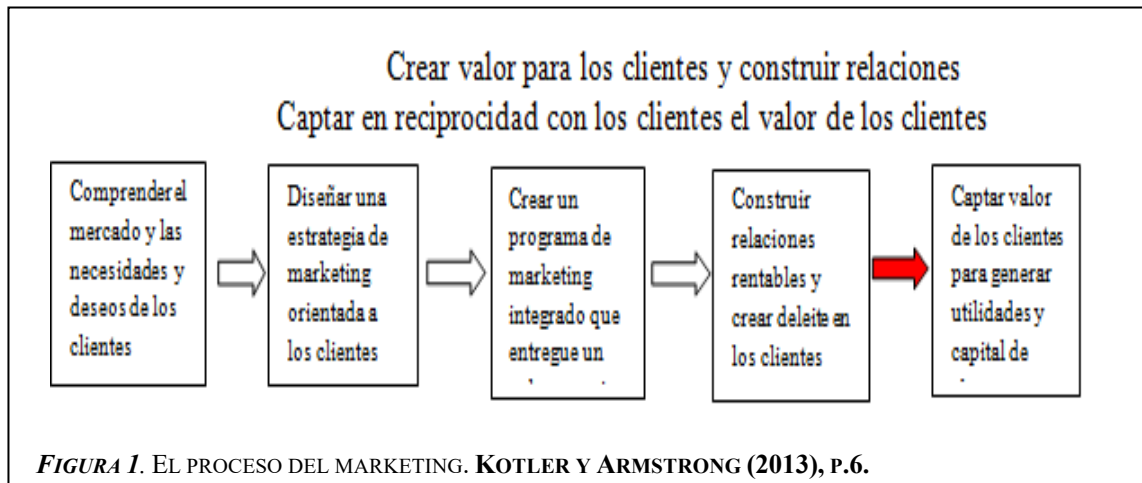 Crear valor para los clientes y construir relaciones
Captar en reciprocidad con los clientes el valor de los clientes
Comprender el
mercado y las
necesidades y
deseos de los
clientes
Diseñar una
estrategia de
marketing
orientada a
los clientes
Crear un
programa de
marketing
integrado que
entregue un
Construir
relaciones
rentables y
crear deleite en
los clientes
Captar valor
de los clientes
para generar
utilidades y
capital de
FIGURA 1. EL PROCESO DEL MARKETING. KOTLER Y ARMSTRONG (2013), P.6.